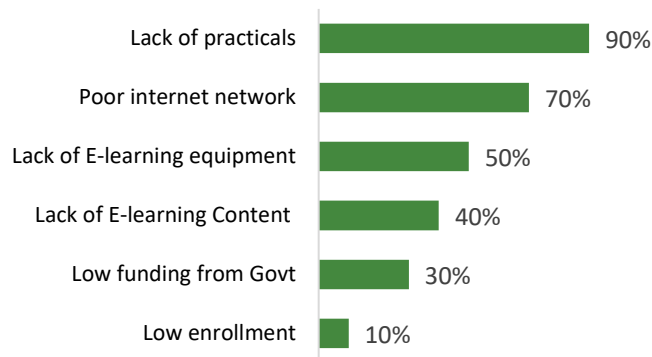 Lack of practicals 90%
Poor internet network 70%
Lack of E-learning equipment 50%
Lack of E-learning Content 40%
Low funding from Govt 30%
Low enrollment 10%